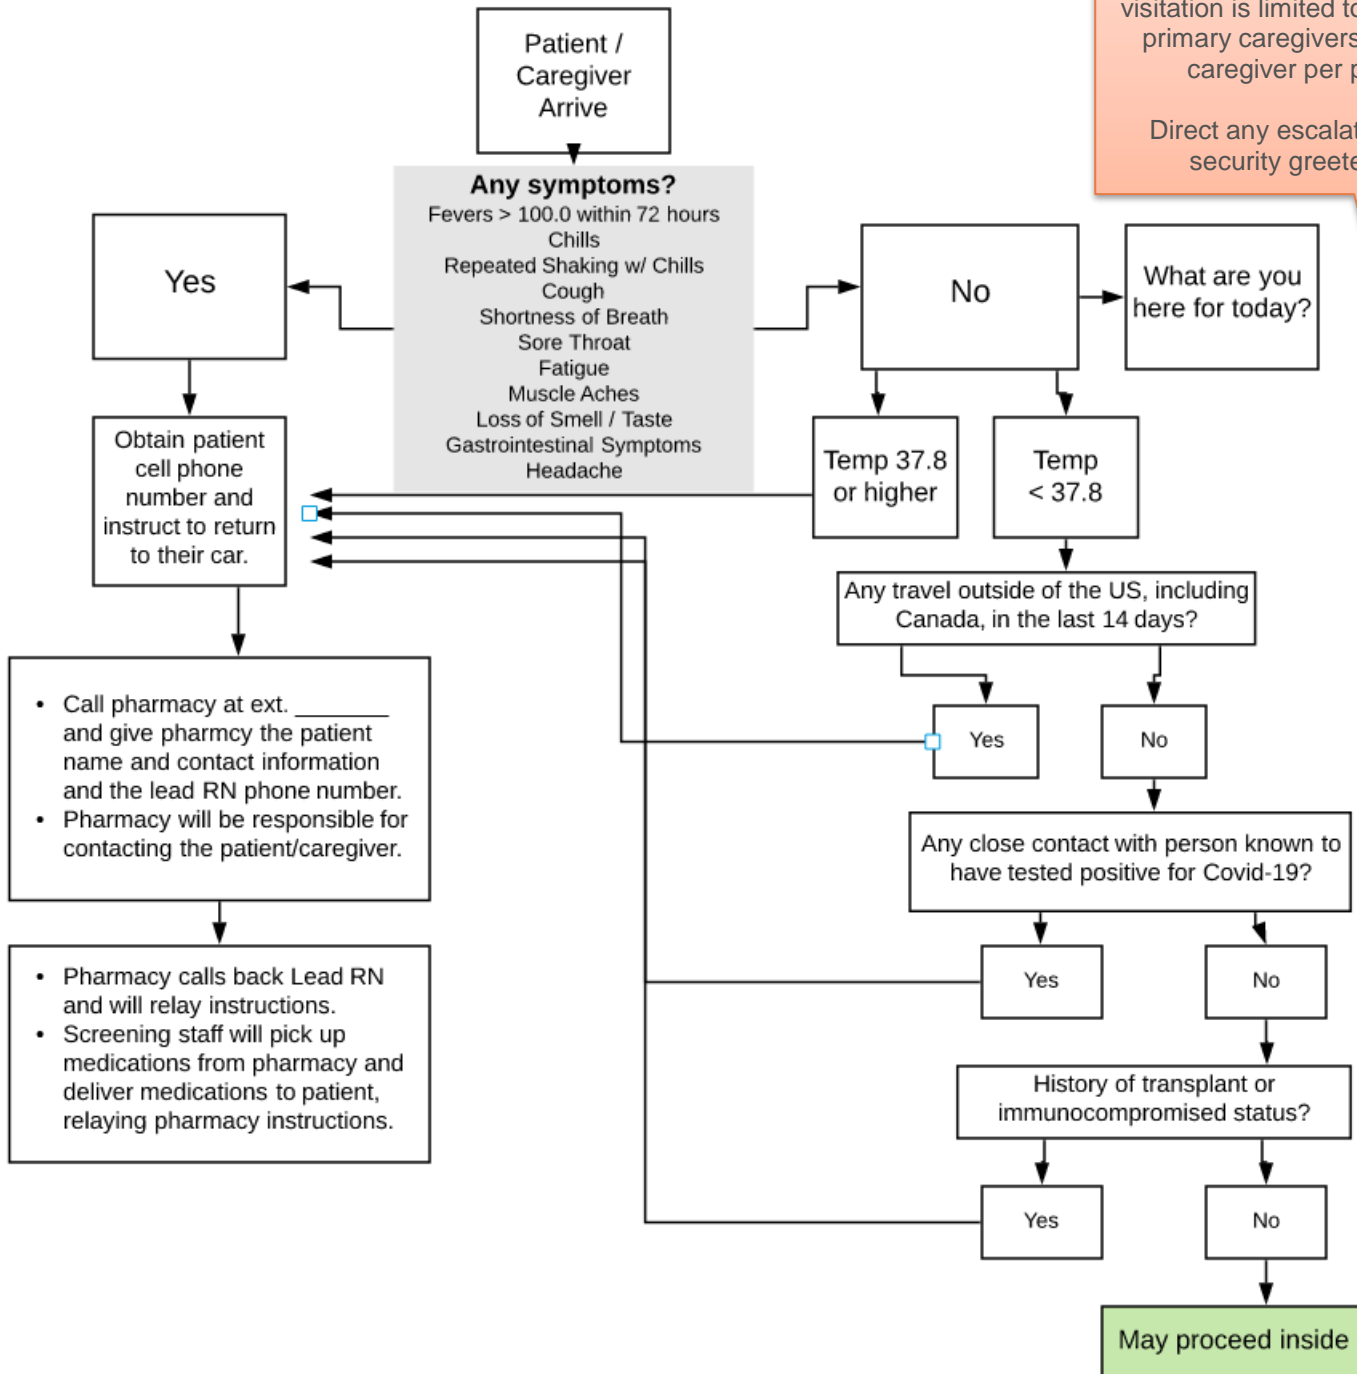 visitation is limited to
primary caregivers
caregiver per
Direct any
security
Patient /
Caregiver
Arrive
Any symptoms?
Fevers > 100.0 within 72 hours
Chills
Repeated Shaking w/ Chills
Cough
Shortness of Breath
Sore Throat
Fatigue
Muscle Aches
Loss of Smell / Taste
Gastrointestinal Symptoms
Headache
Yes
No
What are you
here for today?
Obtain patient
cell phone
number and
instruct to return
to their car.
Temp 37.8
or higher
Temp
< 37.8
Any travel outside of the US, including
Canada, in the last 14 days?
Yes
No
• Call pharmacy at ext. _______
and give pharmcy the patient
name and contact information
and the lead RN phone number.
• Pharmacy will be responsible for
contacting the patient/caregiver.
Any close contact with person known to
have tested positive for Covid-19?
Yes
No
• Pharmacy calls back Lead RN
and will relay instructions.
• Screening staff will pick up
medications from pharmacy and
deliver medications to patient,
relaying pharmacy instructions.
History of transplant or
immunocompromised status?
Yes
No
May proceed inside